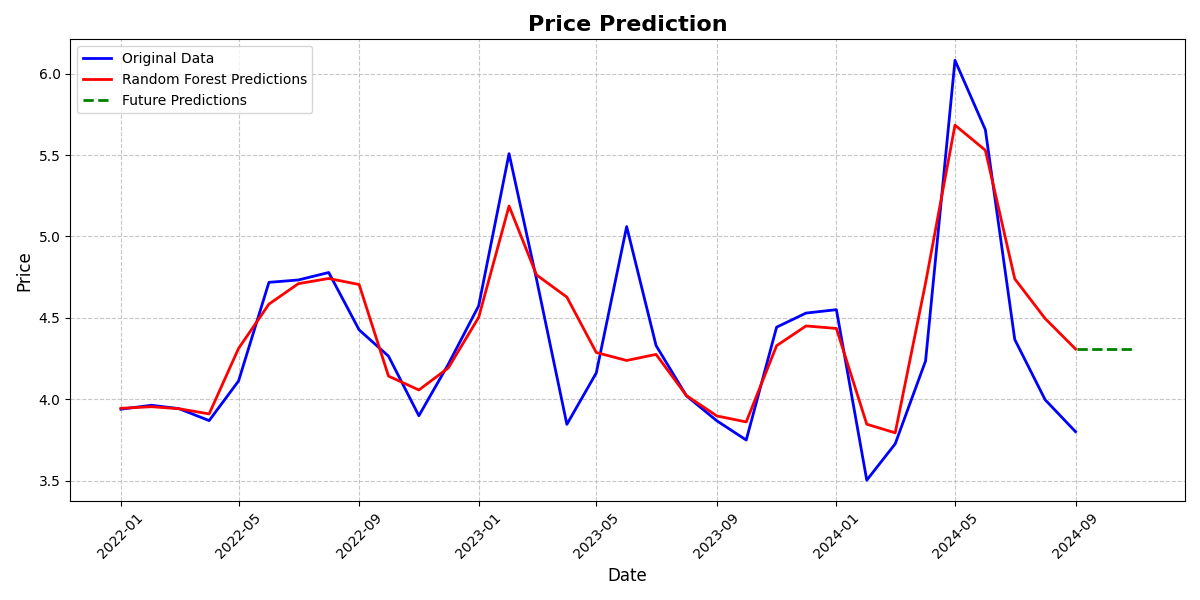 Price Prediction
Original Data
Random Forest Predictions
Future Predictions
Price
6.0
5.5
5.0
4.5
4.0
3.5
2022-01
2022-05
2022-09
2023-01
2023-05
2023-09
2024-01
2024-05
2024-09
Date